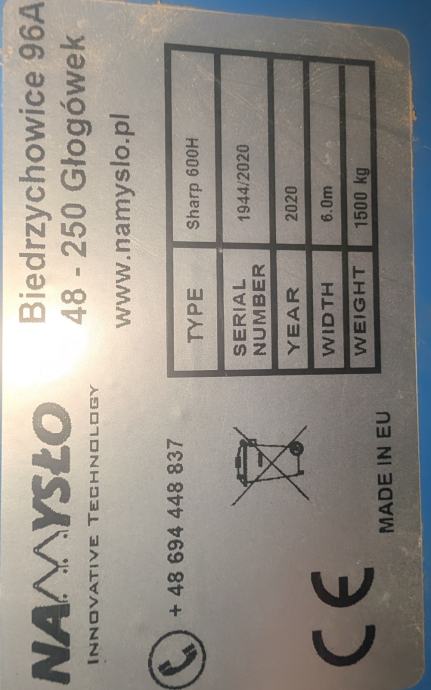 NAMYSŁO
INNOVATIVE TECHNOLOGY
Biedrzychowice 96A
48 - 250 Głogówek
www.namyslo.pl
+ 48 694 448 837
TYPE Sharp 600H
SERIAL NUMBER 1944/2020
YEAR 2020
WIDTH 6.0m
WEIGHT 1500 kg
CE
MADE IN EU